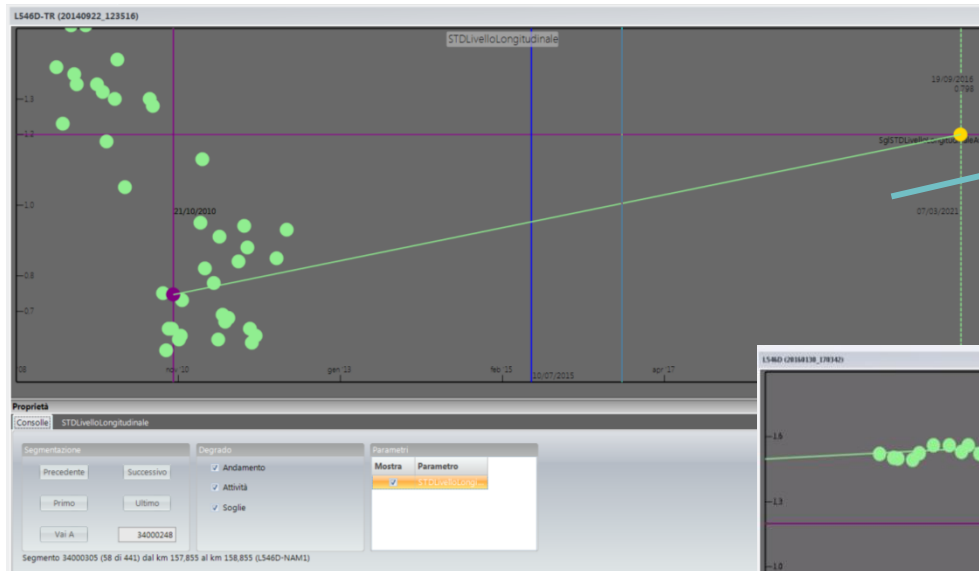 L546D-TR (20140922_123516)
STDLivelloLongitudinale
19/09/2016
0.798
1.3
1.2
1.0
0.8
0.7
21/10/2010
07/03/2021
08
nov '10
gen '13
feb '15
10/07/2015
apr '17
Proprietà
Consolle STDLivelloLongitudinale
Segmentazione
Precedente Successivo
Primo Ultimo
Vai A 34000248
Degrado
Andamento
Attività
Soglie
Parametri
Mostra Parametro
Segmento 34000305 (58 di 441) dal km 157,855 al km 158,855 (L546D-NAM1)
L546D (20160130_170342)
1.6
1.3
1.0